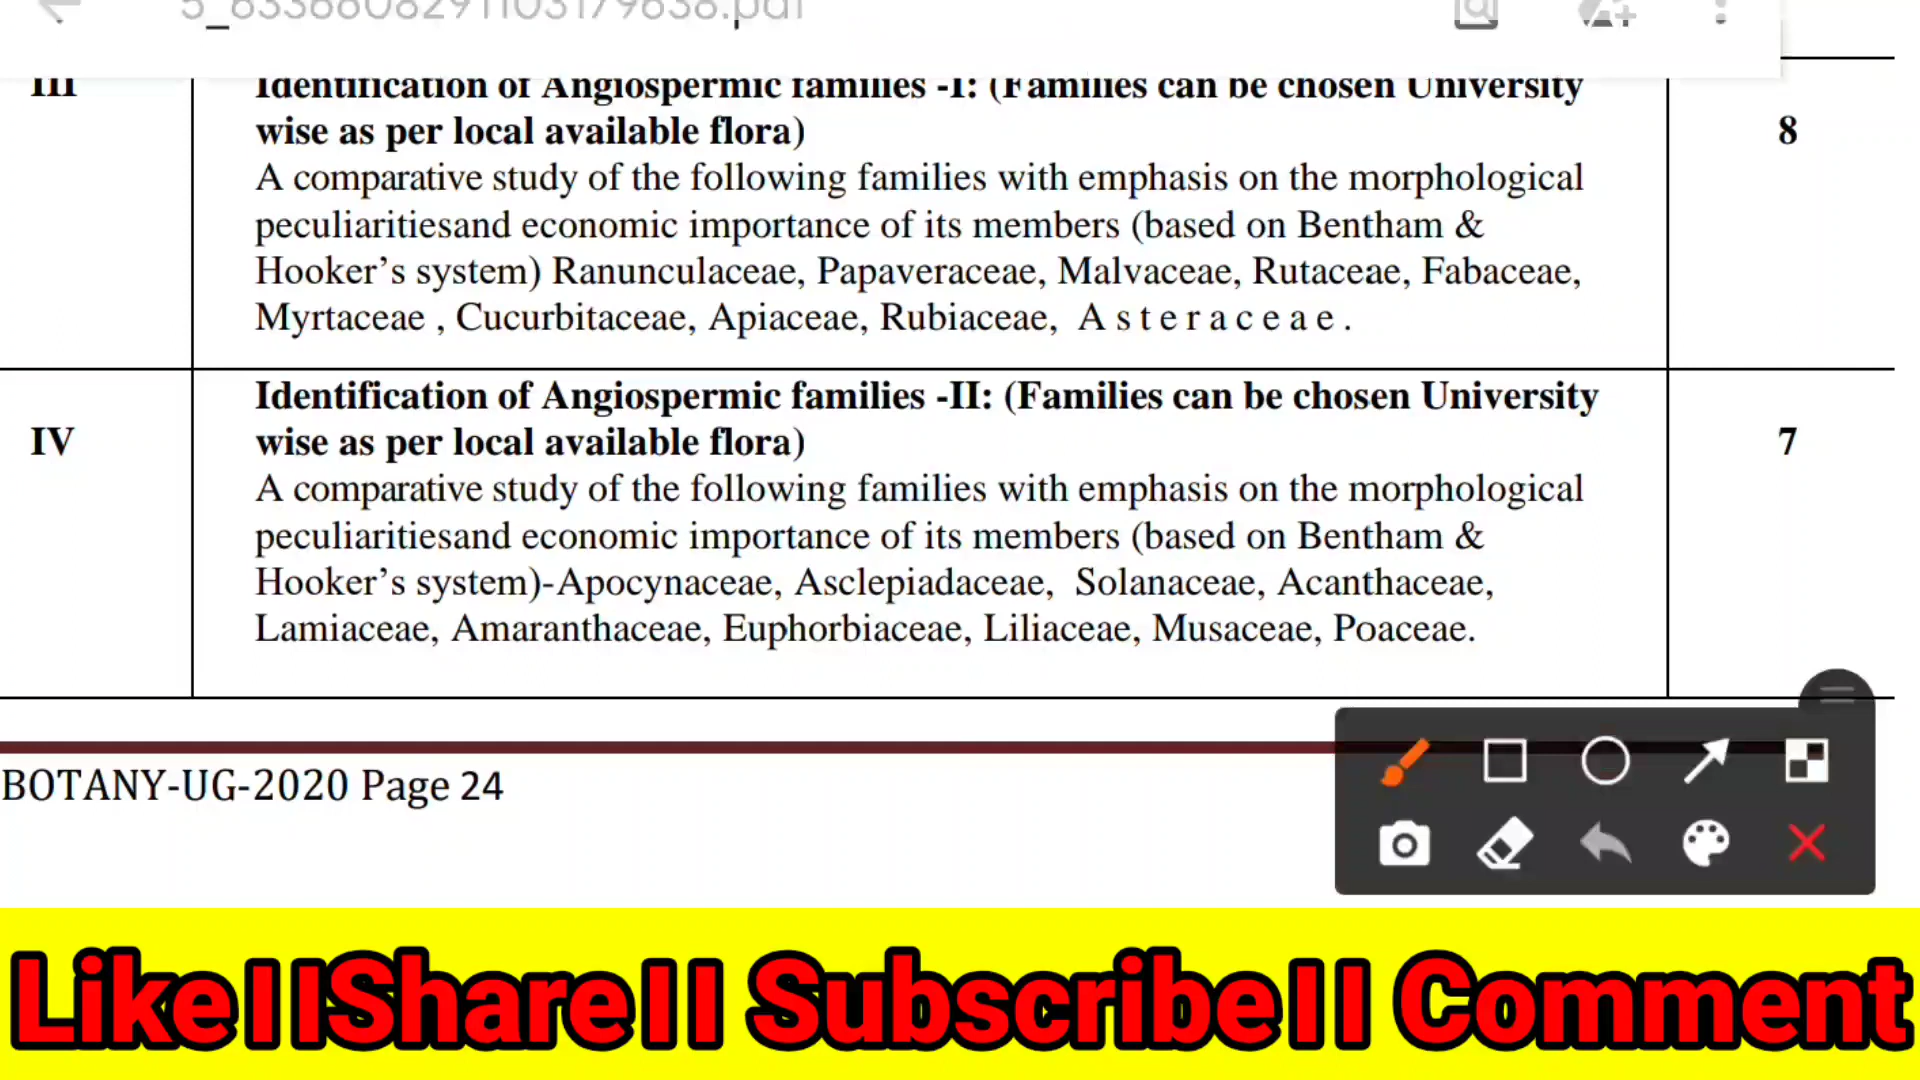 III
Identification of Angiospermic families -I: (Families can be chosen University
wise as per local available flora)
8
A comparative study of the following families with emphasis on the morphological
peculiaritiesand economic importance of its members (based on Bentham &
Hooker's system) Ranunculaceae, Papaveraceae, Malvaceae, Rutaceae, Fabaceae,
Myrtaceae , Cucurbitaceae, Apiaceae, Rubiaceae, A s t e r a c e a e .
IV
Identification of Angiospermic families -II: (Families can be chosen University
wise as per local available flora)
7
A comparative study of the following families with emphasis on the morphological
peculiaritiesand economic importance of its members (based on Bentham &
Hooker's system)-Apocynaceae, Asclepiadaceae, Solanaceae, Acanthaceae,
Lamiaceae, Amaranthaceae, Euphorbiaceae, Liliaceae, Musaceae, Poaceae.
BOTANY-UG-2020 Page 24
Like||Share|| Subscribe|| Comment